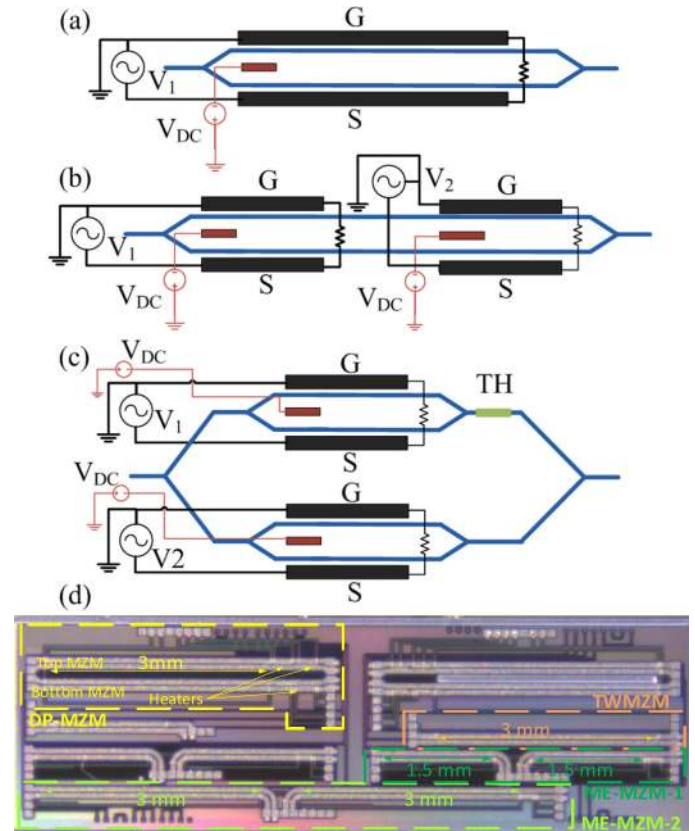 (a)
G
V1
S
VDC
(b)
G
V2
G
V1
S
S
VDC
VDC
(c)
VDC
G
TH
V1
S
VDC
G
V2
S
(d)
Top MZM
3mm
Bottom MZM
Heaters
DP-MZM
TWMZM
3 mm
1.5 mm
1.5 mm
ME-MZM-1
3 mm
3 mm
ME-MZM-2